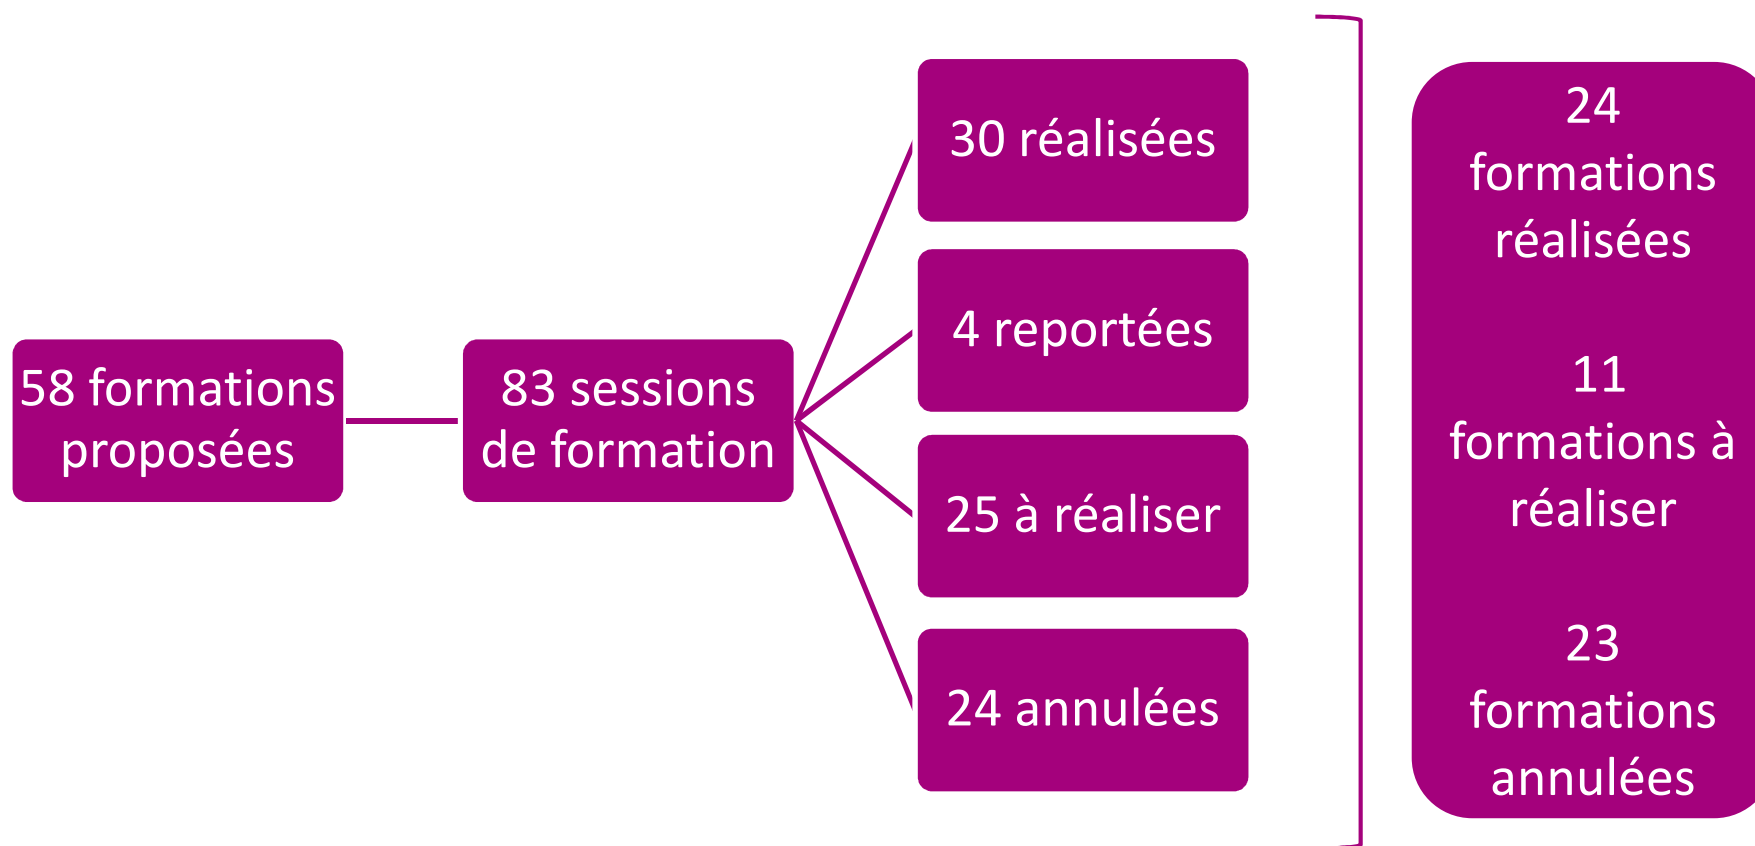 58 formations
proposées
83 sessions
de formation
30 réalisées
4 reportées
25 à réaliser
24 annulées
24
formations
réalisées
11
formations à
réaliser
23
formations
annulées